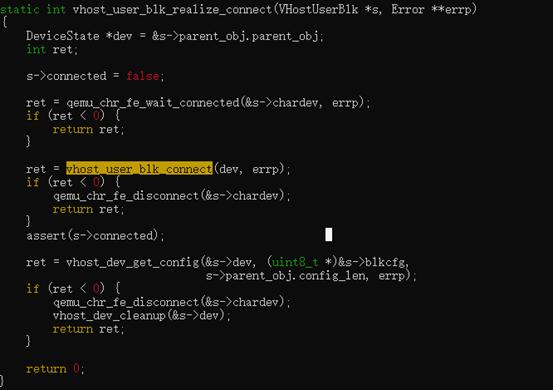 static int vhost_user_blk_realize_connect(VHostUserBlk *s, Error **errp)
{
    DeviceState *dev = &s->parent_obj.parent_obj;
    int ret;

    s->connected = false;

    ret = qemu_chr_fe_wait_connected(&s->chardev, errp);
    if (ret < 0) {
        return ret;
    }

    ret = vhost_user_blk_connect(dev, errp);
    if (ret < 0) {
        qemu_chr_fe_disconnect(&s->chardev);
        return ret;
    }
    assert(s->connected);

    ret = vhost_dev_get_config(&s->dev, (uint8_t *)&s->blkcfg,
                               s->parent_obj.config_len, errp);
    if (ret < 0) {
        qemu_chr_fe_disconnect(&s->chardev);
        vhost_dev_cleanup(&s->dev);
        return ret;
    }

    return 0;
}